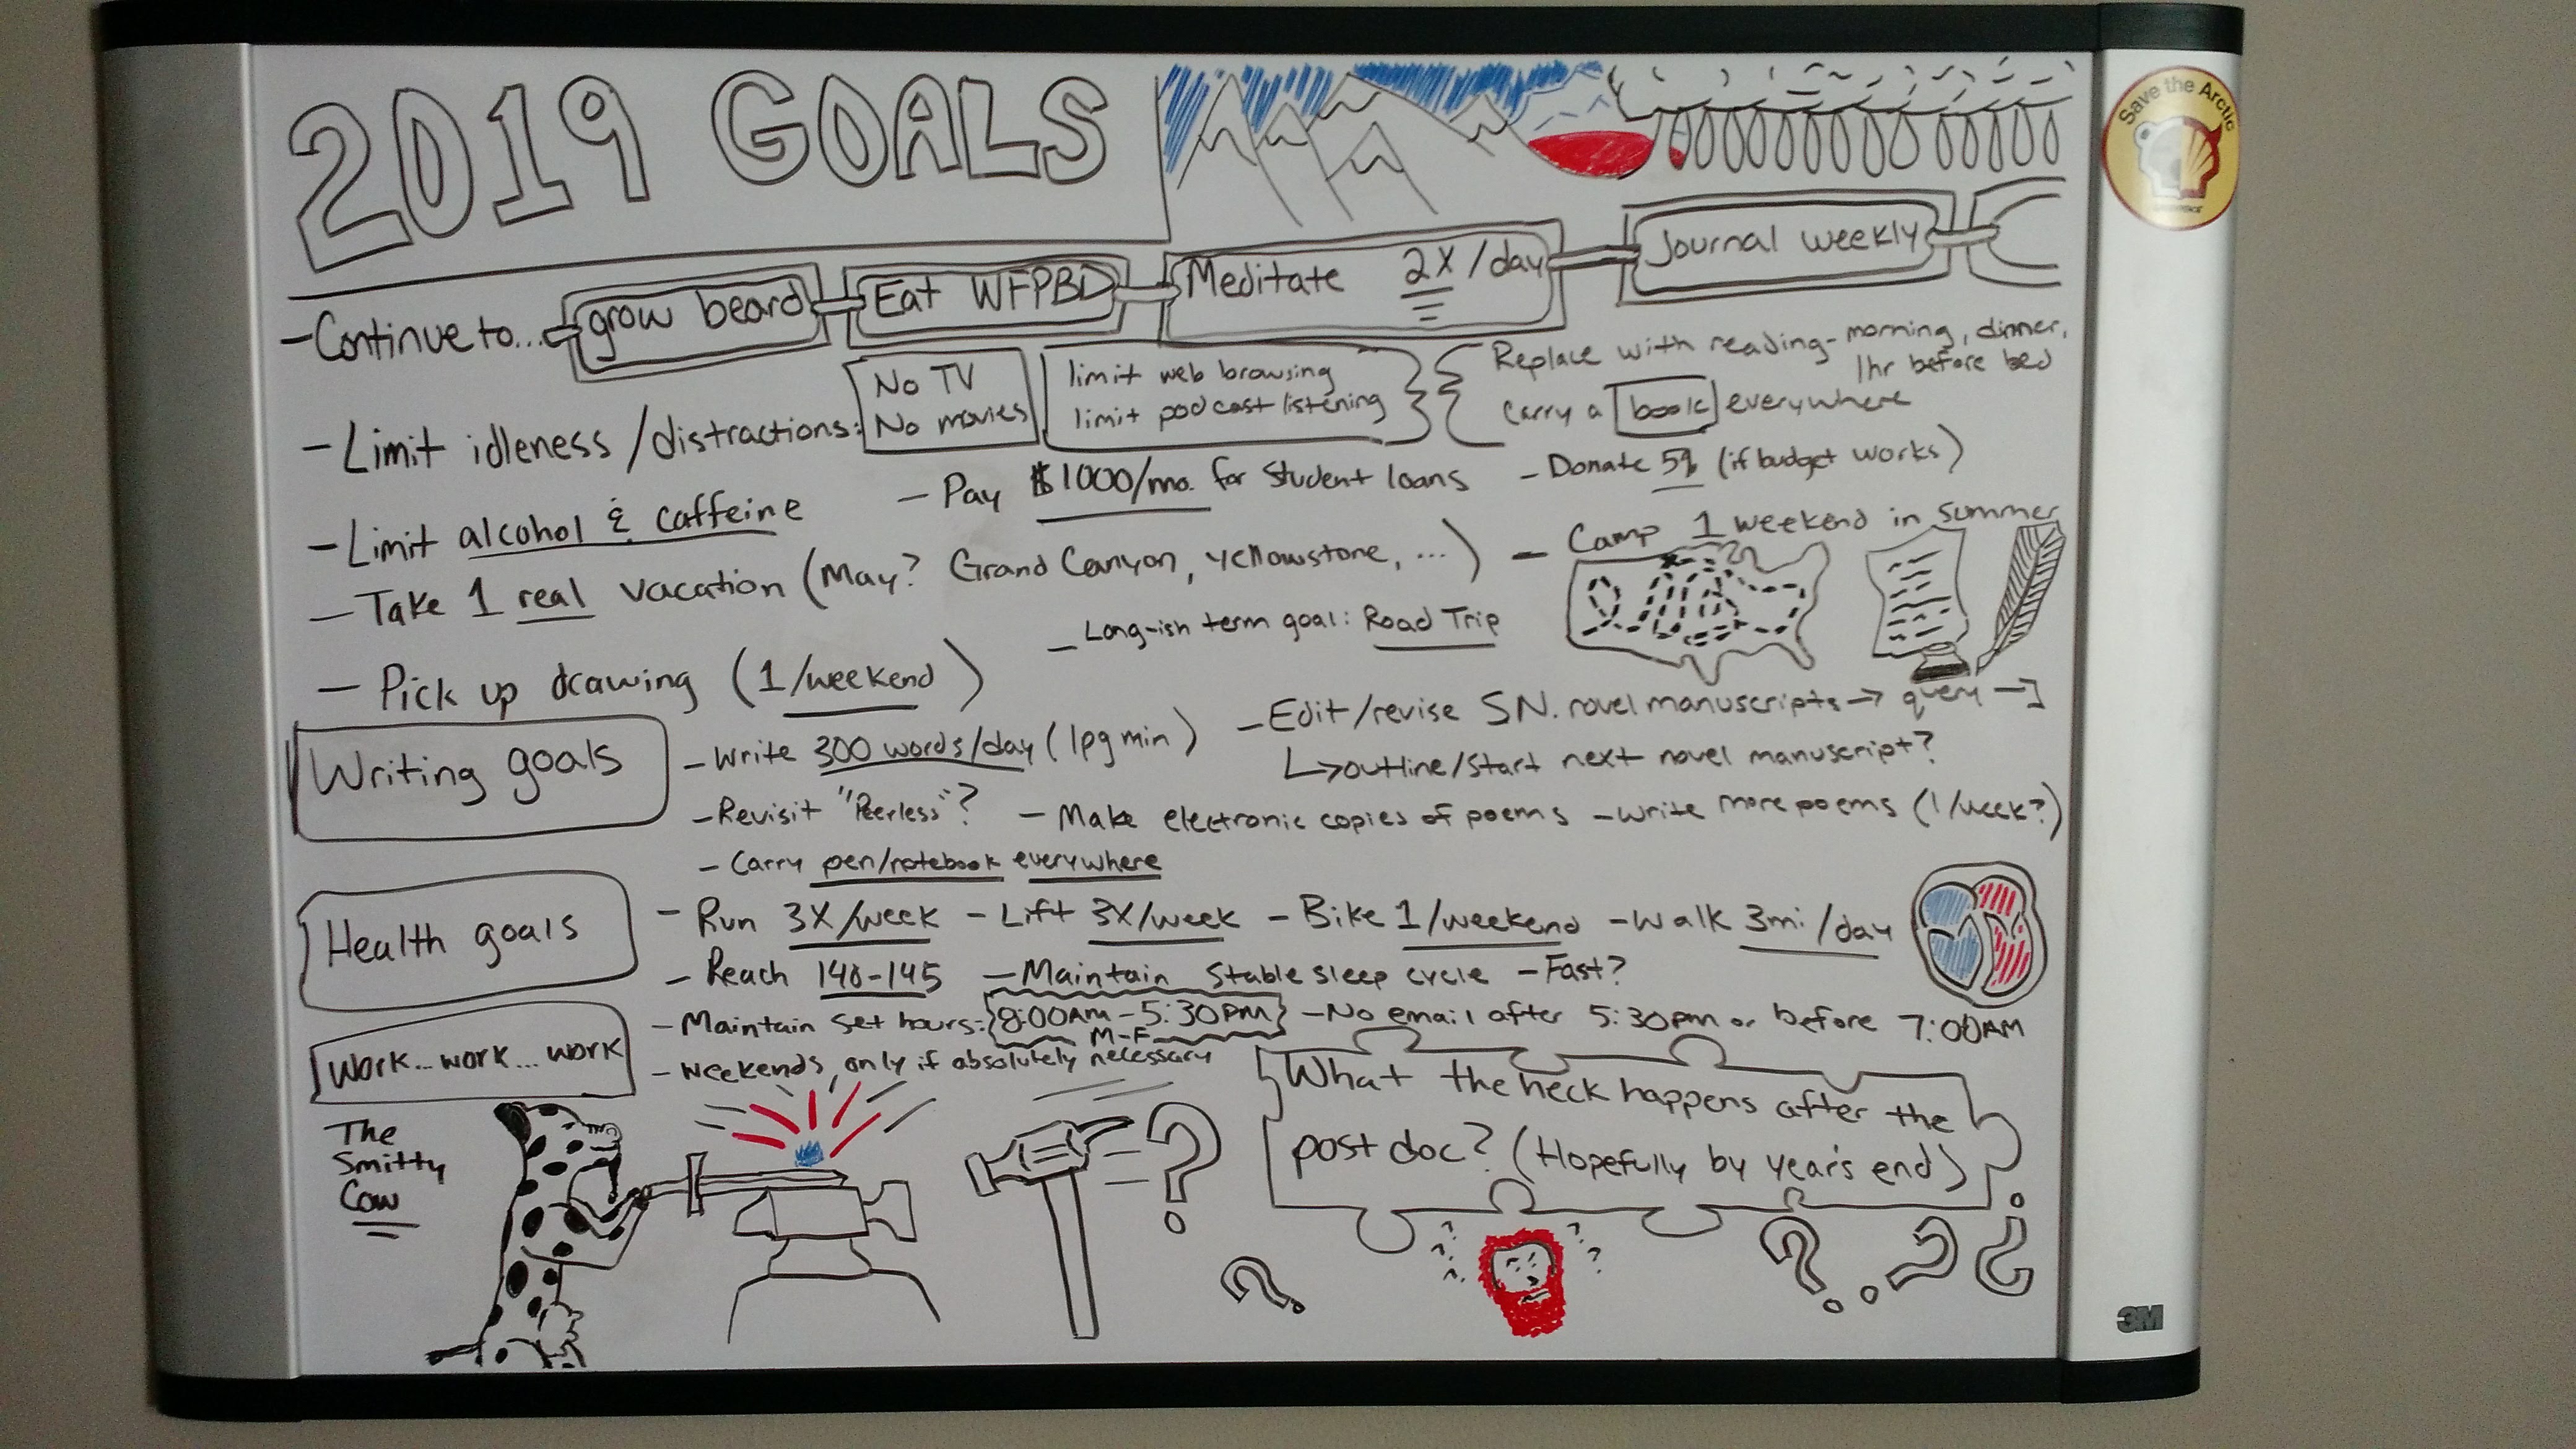 2019 GOALS
-Continue to... grow beard Eat WFPBD Meditate 2X/day Journal weekly
-Limit idleness/distractions: No TV
No movies
limit web browsing
limit podcast listening
Replace with reading- morning, dinner,
1hr before bed
carry a book everywhere
-Limit alcohol & caffeine
- Pay $1000/mo. for student loans
- Donate 5% (if budget works)
- Take 1 real vacation (May? Grand Canyon, Yellowstone, ...)
- Camp 1 weekend in summer
- Long-ish term goal: Road Trip
- Pick up drawing (1/weekend)
Writing goals
- Write 300 words/day (1pg min)
- Edit/revise SN. novel manuscripts → query →]
↳ outline/start next novel manuscript?
- Revisit "Peerless"? - Make electronic copies of poems - write more poems (1/week?)
- Carry pen/notebook everywhere
Health goals
- Run 3X/week - Lift 3X/week - Bike 1/weekend - Walk 3mi/day
- Reach 140-145 - Maintain stable sleep cycle - Fast?
Work... work... work
- Maintain set hours: 8:00AM - 5:30PM - No email after 5:30pm or before 7:00AM
M-F
- Weekends, only if absolutely necessary
What the heck happens after the
post doc? (Hopefully by year's end)
The
Smitty
Cow
Save the Arctic
3M